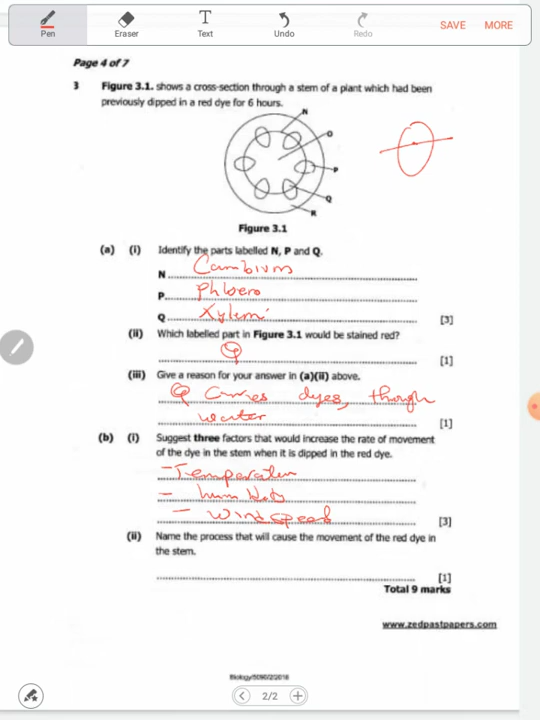 Pen
Eraser
T
Text
Undo
Redo
SAVE
MORE
Page 4 of 7
3 Figure 3.1. shows a cross-section through a stem of a plant which had been
previously dipped in a red dye for 6 hours.
N
O
P
Q
R
Figure 3.1
(a) (i) Identify the parts labelled N, P and Q.
N Cambium
P Phloem
Q Xylem [3]
(ii) Which labelled part in Figure 3.1 would be stained red?
Q [1]
(iii) Give a reason for your answer in (a)(ii) above.
Q Carries dyes, though
water [1]
(b) (i) Suggest three factors that would increase the rate of movement
of the dye in the stem when it is dipped in the red dye.
- Temperature
-
- Wind speed [3]
(ii) Name the process that will cause the movement of the red dye in
the stem.
[1]
Total 9 marks
www.zedpastpapers.com
Biology/5090/2/2016
2/2